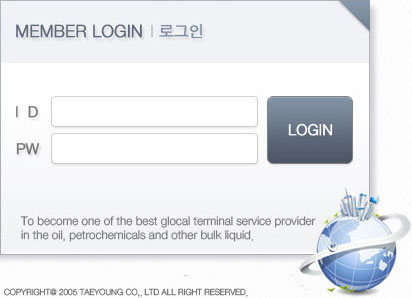 MEMBER LOGIN | 로그인
I D
PW
LOGIN
To become one of the best glocal terminal service provider
in the oil, petrochemicals and other bulk liquid.
COPYRIGHT@ 2005 TAEYOUNG CO,. LTD ALL RIGHT RESERVED.